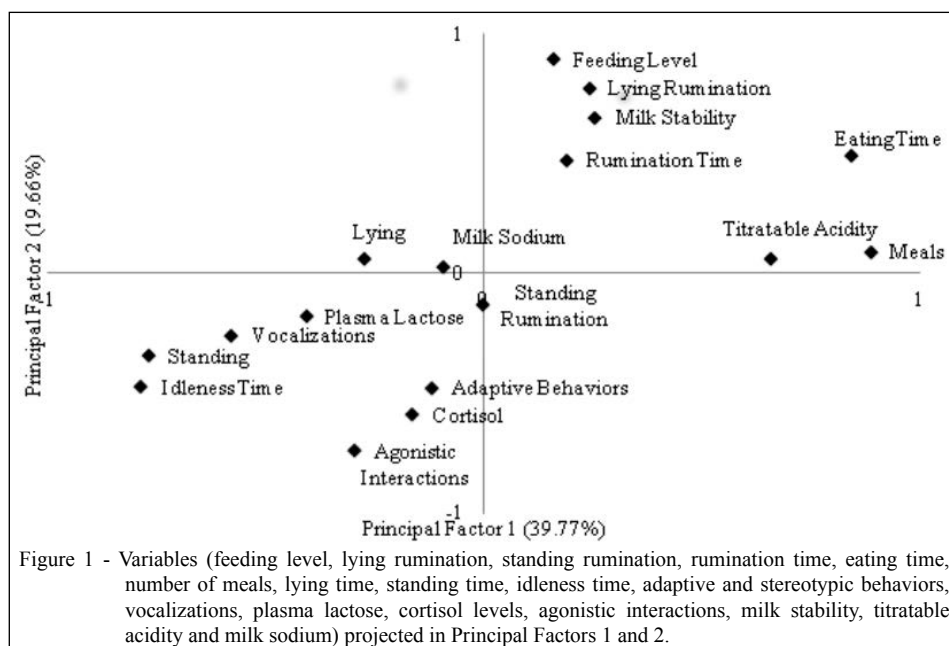 1
Feeding Level
Lying Rumination
Milk Stability
Eating Time
Rumination Time
Lying
Milk Sodium
Titratable Acidity
Meals
-1
0
0
1
Standing
Rumination
Plasma Lactose
Vocalizations
Standing
Idleness Time
Adaptive Behaviors
Cortisol
Agonistic
Interactions
-1
Principal Factor 2 (19.66%)
Principal Factor 1 (39.77%)
Figure 1 - Variables (feeding level, lying rumination, standing rumination, rumination time, eating time,
number of meals, lying time, standing time, idleness time, adaptive and stereotypic behaviors,
vocalizations, plasma lactose, cortisol levels, agonistic interactions, milk stability, titratable
acidity and milk sodium) projected in Principal Factors 1 and 2.